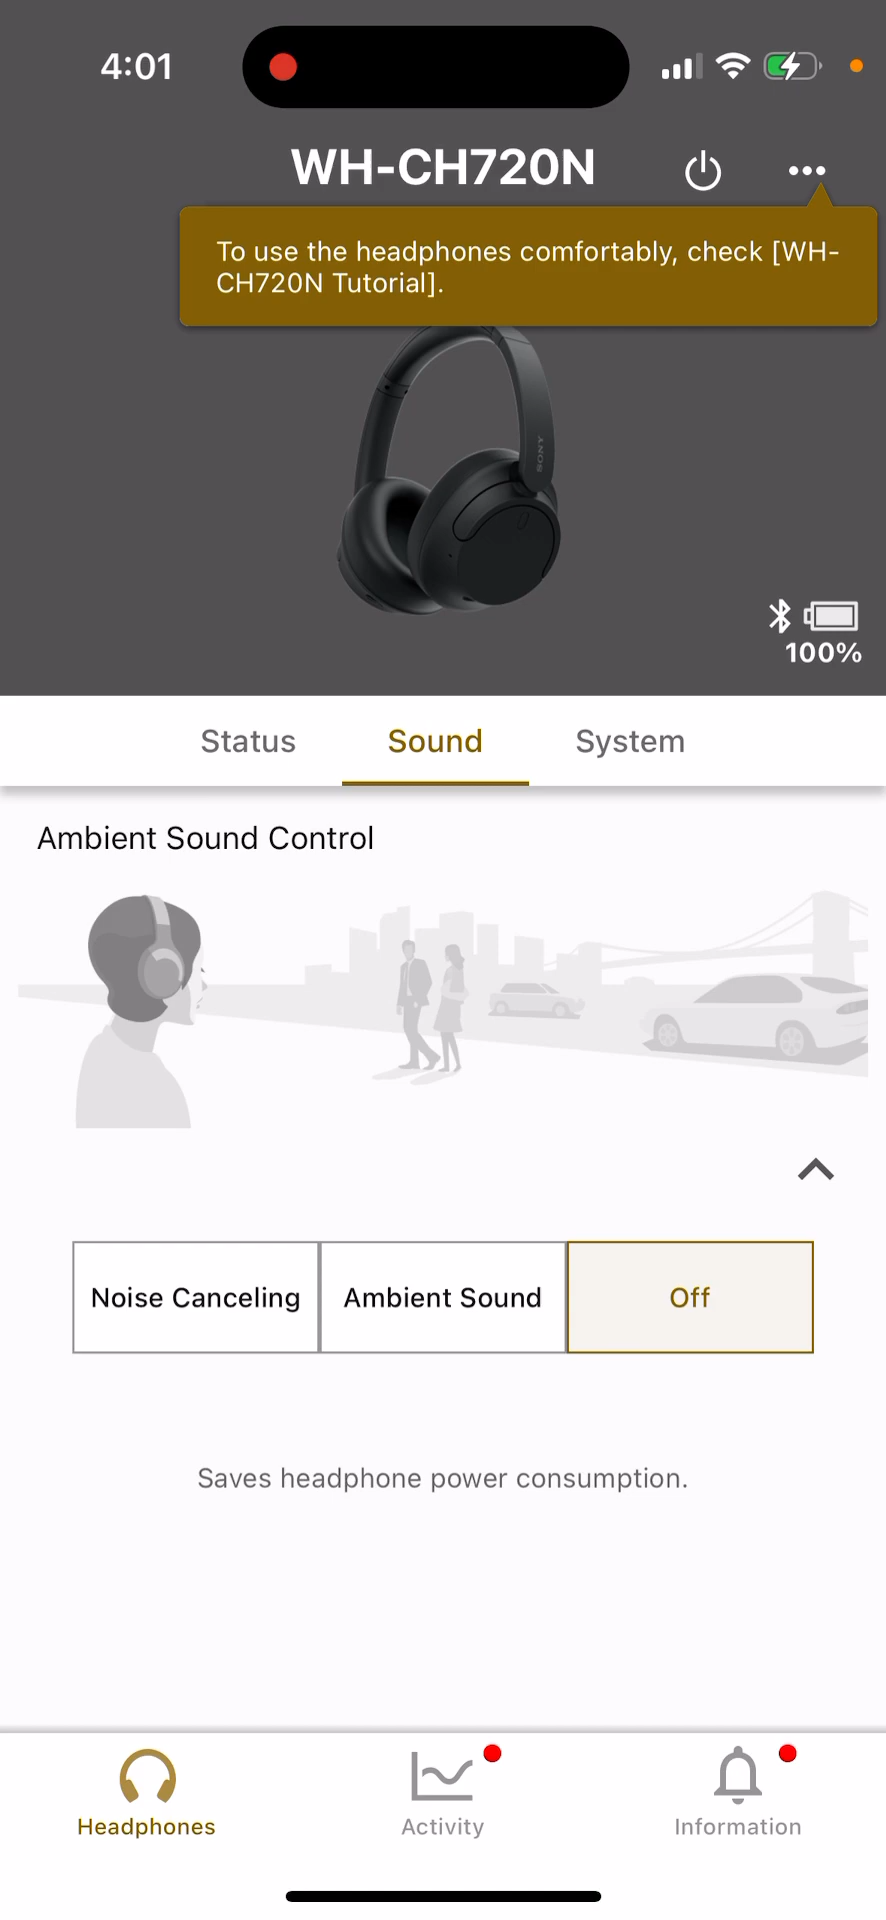 4:01
WH-CH720N
To use the headphones comfortably, check [WH-
CH720N Tutorial].
SONY
100%
Status Sound System
Ambient Sound Control
Noise Canceling Ambient Sound Off
Saves headphone power consumption.
Headphones Activity Information